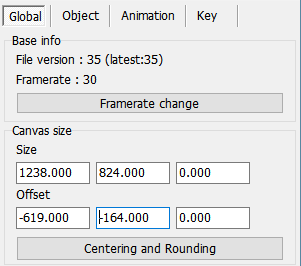 Global Object Animation Key
Base info
File version : 35 (latest:35)
Framerate : 30
Framerate change
Canvas size
Size
1238.000 824.000 0.000
Offset
-619.000 -164.000 0.000
Centering and Rounding